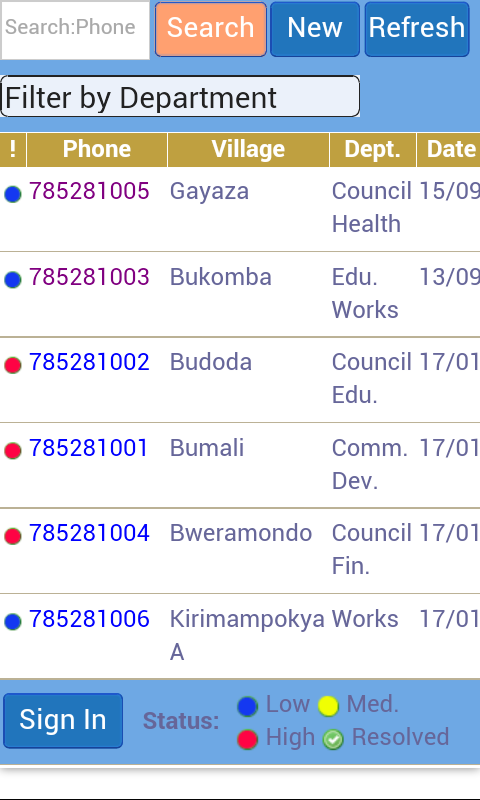 Search:Phone Search New Refresh
Filter by Department
! Phone Village Dept. Date
785281005 Gayaza Council 15/09
Health
785281003 Bukomba Edu. 13/09
Works
785281002 Budoda Council 17/01
Edu.
785281001 Bumali Comm. 17/01
Dev.
785281004 Bweramondo Council 17/01
Fin.
785281006 Kirimampokya Works 17/01
A
Sign In Status: Low Med.
High Resolved